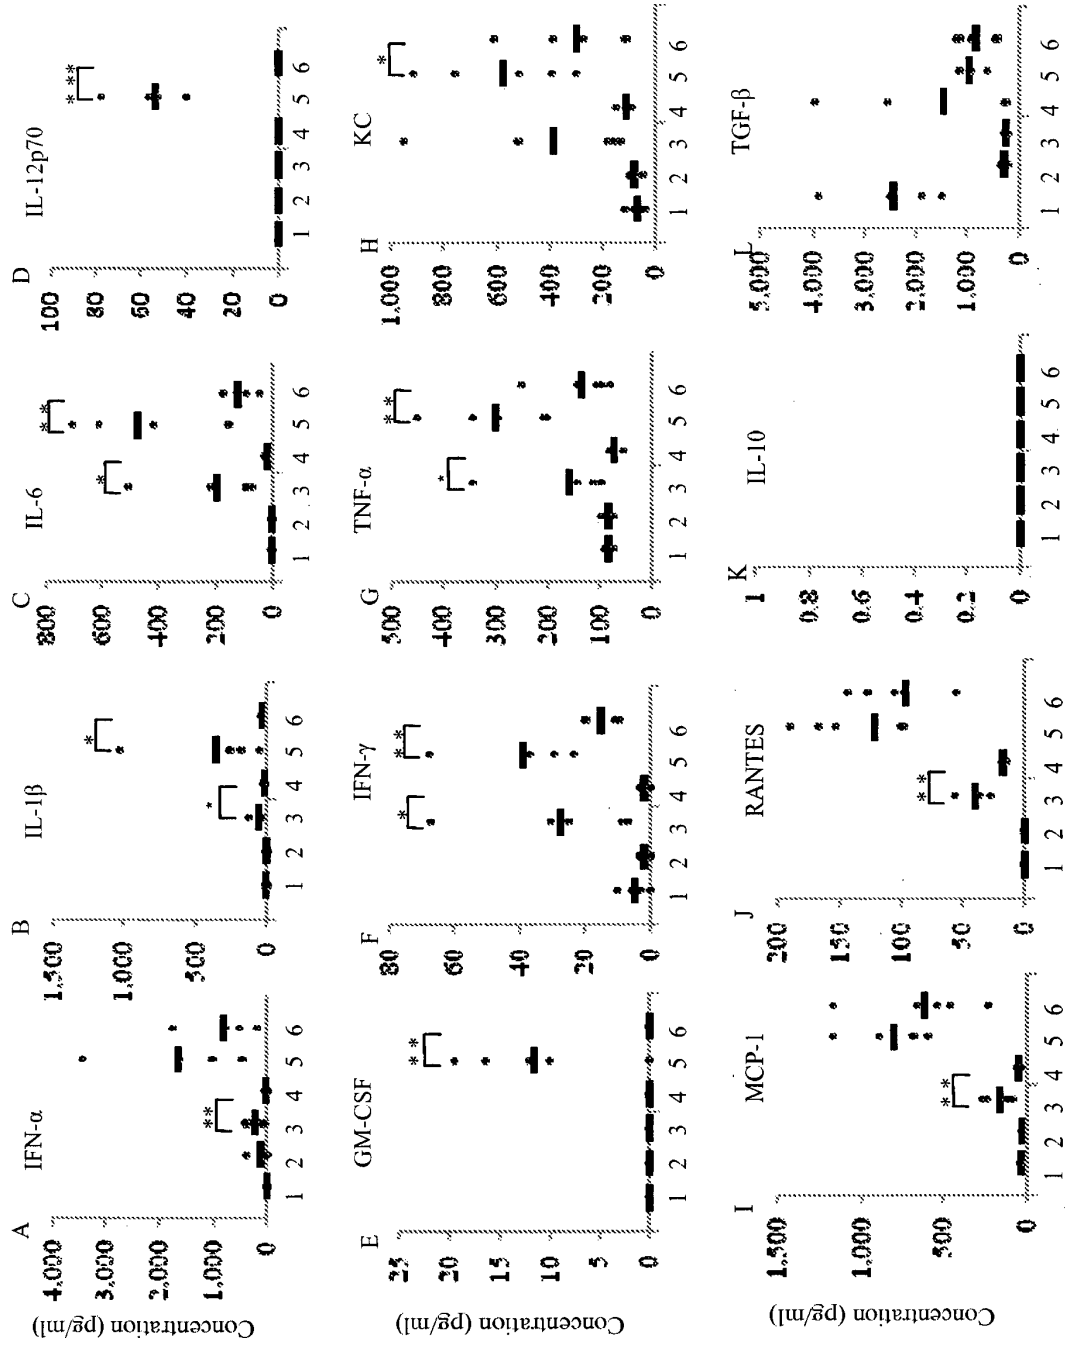 A
IFN-α
4,000
3,000
2,000
1,000
0
Concentration (pg/ml)
**
1 2 3 4 5 6
B
IL-1β
1,500
1,000
500
0
*
*
1 2 3 4 5 6
C
IL-6
800
600
400
200
0
*
**
1 2 3 4 5 6
D
IL-12p70
100
80
60
40
20
0
***
1 2 3 4 5 6
E
GM-CSF
25
20
15
10
5
0
Concentration (pg/ml)
**
1 2 3 4 5 6
F
IFN-γ
80
60
40
20
0
*
**
1 2 3 4 5 6
G
TNF-α
500
400
300
200
100
0
*
**
1 2 3 4 5 6
H
KC
1,000
800
600
400
200
0
*
1 2 3 4 5 6
I
MCP-1
1,500
1,000
500
0
Concentration (pg/ml)
**
1 2 3 4 5 6
J
RANTES
200
150
100
50
0
**
1 2 3 4 5 6
K
IL-10
1
0.8
0.6
0.4
0.2
0
1 2 3 4 5 6
L
TGF-β
5,000
4,000
3,000
2,000
1,000
0
1 2 3 4 5 6